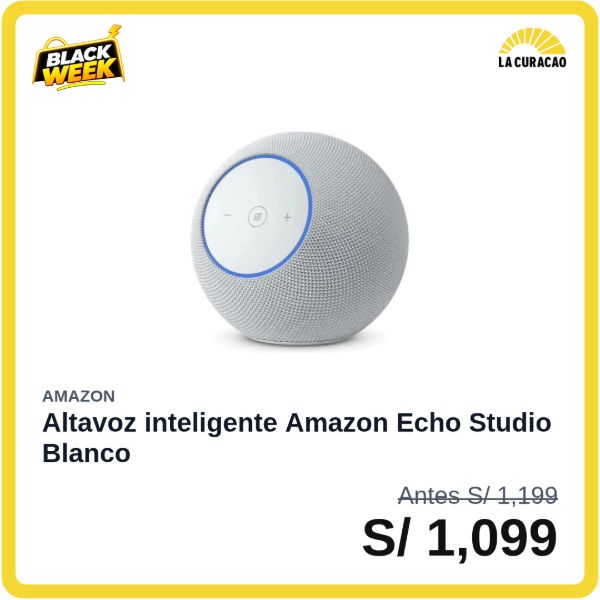 BLACK
WEEK
LA CURACAO
AMAZON
Altavoz inteligente Amazon Echo Studio
Blanco
Antes S/ 1,199
S/ 1,099